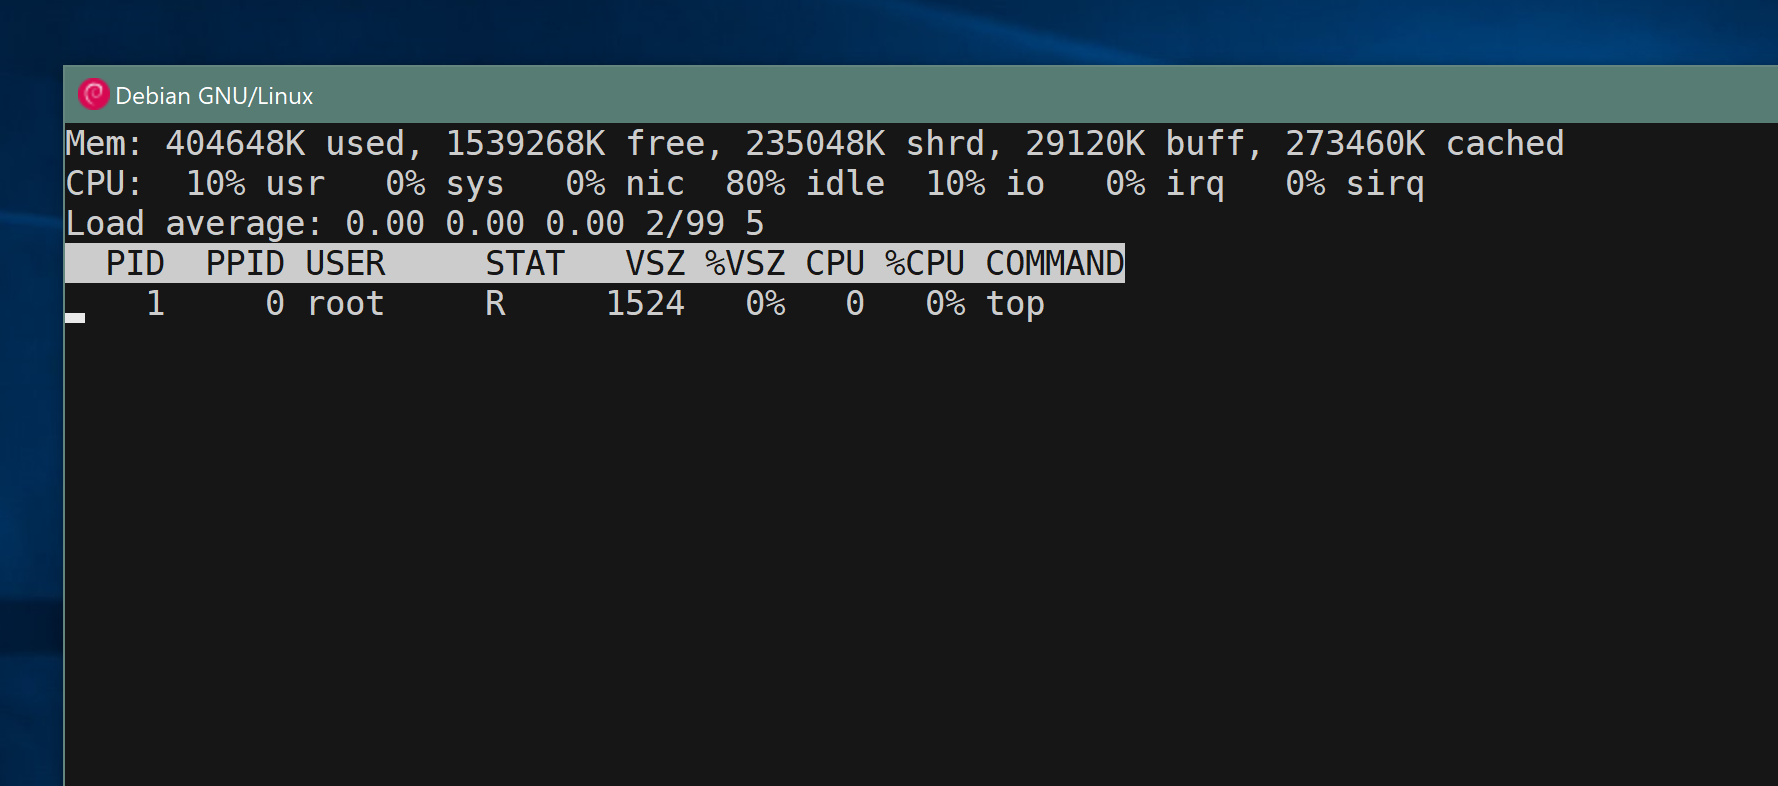 Debian GNU/Linux
Mem: 404648K used, 1539268K free, 235048K shrd, 29120K buff, 273460K cached
CPU:  10% usr   0% sys   0% nic  80% idle  10% io   0% irq   0% sirq
Load average: 0.00 0.00 0.00 2/99 5
  PID  PPID USER     STAT   VSZ %VSZ CPU %CPU COMMAND
    1     0 root     R     1524   0%   0   0% top